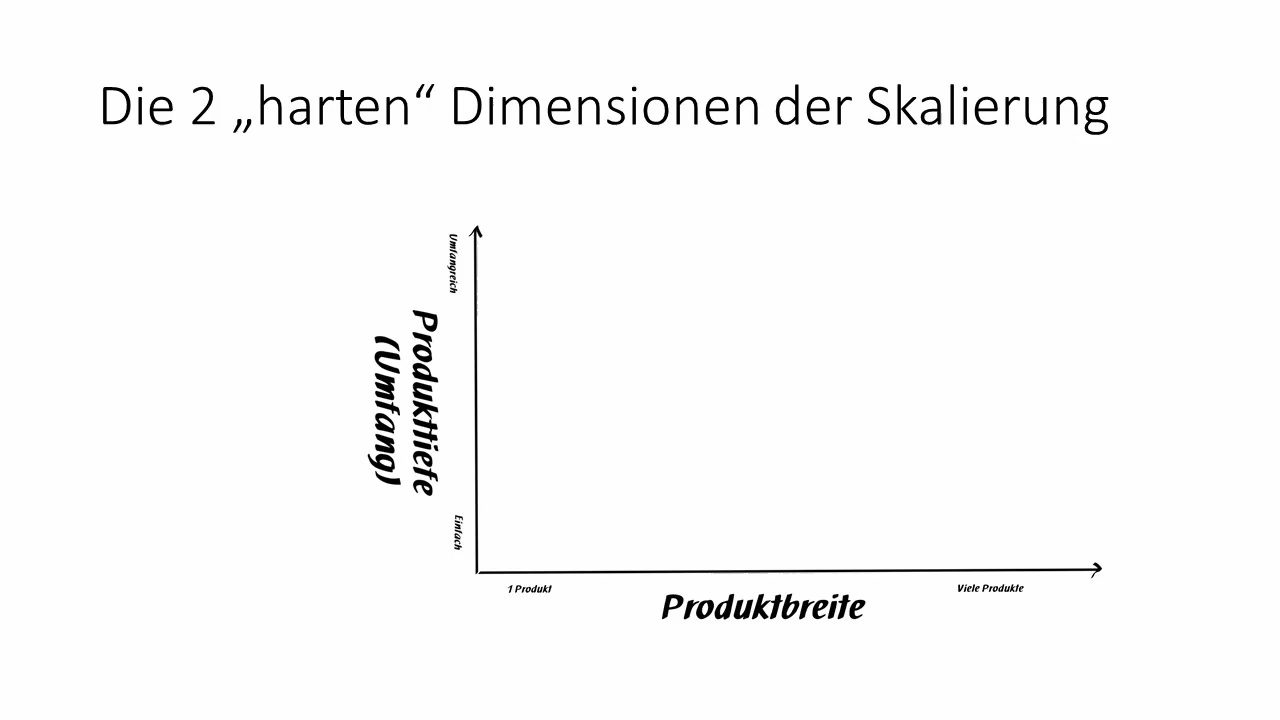 Die 2 „harten“ Dimensionen der Skalierung
Umfangreich
Produkttiefe
(Umfang)
Einfach
1 Produkt
Viele Produkte
Produktbreite